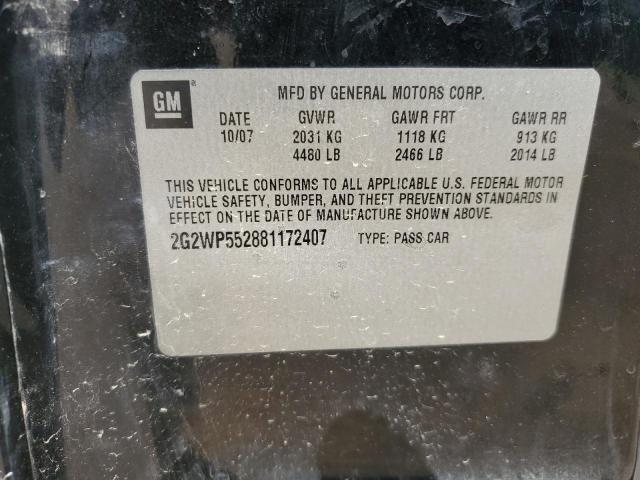 GM
MFD BY GENERAL MOTORS CORP.
DATE GVWR GAWR FRT GAWR RR
10/07 2031 KG 1118 KG 913 KG
4480 LB 2466 LB 2014 LB
THIS VEHICLE CONFORMS TO ALL APPLICABLE U.S. FEDERAL MOTOR
VEHICLE SAFETY, BUMPER, AND THEFT PREVENTION STANDARDS IN
EFFECT ON THE DATE OF MANUFACTURE SHOWN ABOVE.
2G2WP552881172407 TYPE: PASS CAR